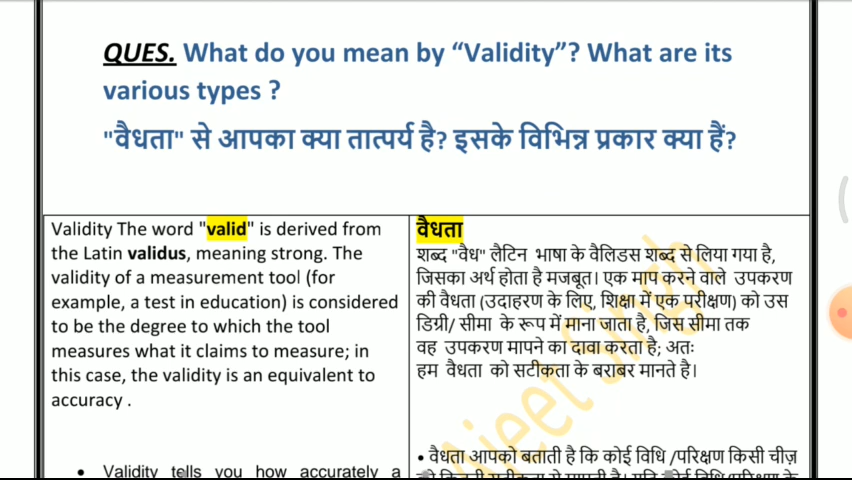 QUES. What do you mean by “Validity”? What are its
various types ?
"वैधता" से आपका क्या तात्पर्य है? इसके विभिन्न प्रकार क्या हैं?
Validity The word "valid" is derived from
the Latin validus, meaning strong. The
validity of a measurement tool (for
example, a test in education) is considered
to be the degree to which the tool
measures what it claims to measure; in
this case, the validity is an equivalent to
accuracy .
• Validity tells you how accurately a
वैधता
शब्द "वैध" लैटिन भाषा के वैलिडस शब्द से लिया गया है,
जिसका अर्थ होता है मजबूत। एक माप करने वाले उपकरण
की वैधता (उदाहरण के लिए, शिक्षा में एक परीक्षण) को उस
डिग्री/ सीमा के रूप में माना जाता है, जिस सीमा तक
वह उपकरण मापने का दावा करता है; अतः
हम वैधता को सटीकता के बराबर मानते है।
• वैधता आपको बताती है कि कोई विधि /परिक्षण किसी चीज़
Ajeet Singh